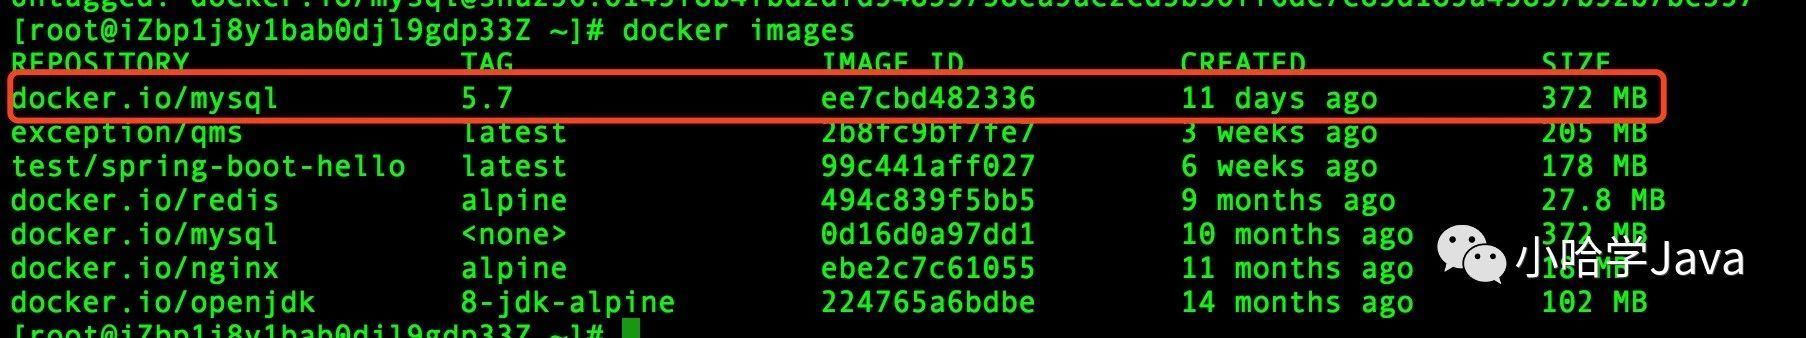 [root@iZbp1j8y1bab0djl9gdp33Z ~]# docker images
REPOSITORY TAG IMAGE ID CREATED SIZE
docker.io/mysql 5.7 ee7cbd482336 11 days ago 372 MB
exception/qms latest 2b8fc9bf7fe7 3 weeks ago 205 MB
test/spring-boot-hello latest 99c441aff027 6 weeks ago 178 MB
docker.io/redis alpine 494c839f5bb5 9 months ago 27.8 MB
docker.io/mysql <none> 0d16d0a97dd1 10 months ago 372 MB
docker.io/nginx alpine ebe2c7c61055 11 months ago MB
docker.io/openjdk 8-jdk-alpine 224765a6bdbe 14 months ago 102 MB
[root@iZbp1j8y1bab0djl9gdp33Z ~]#
小哈学Java